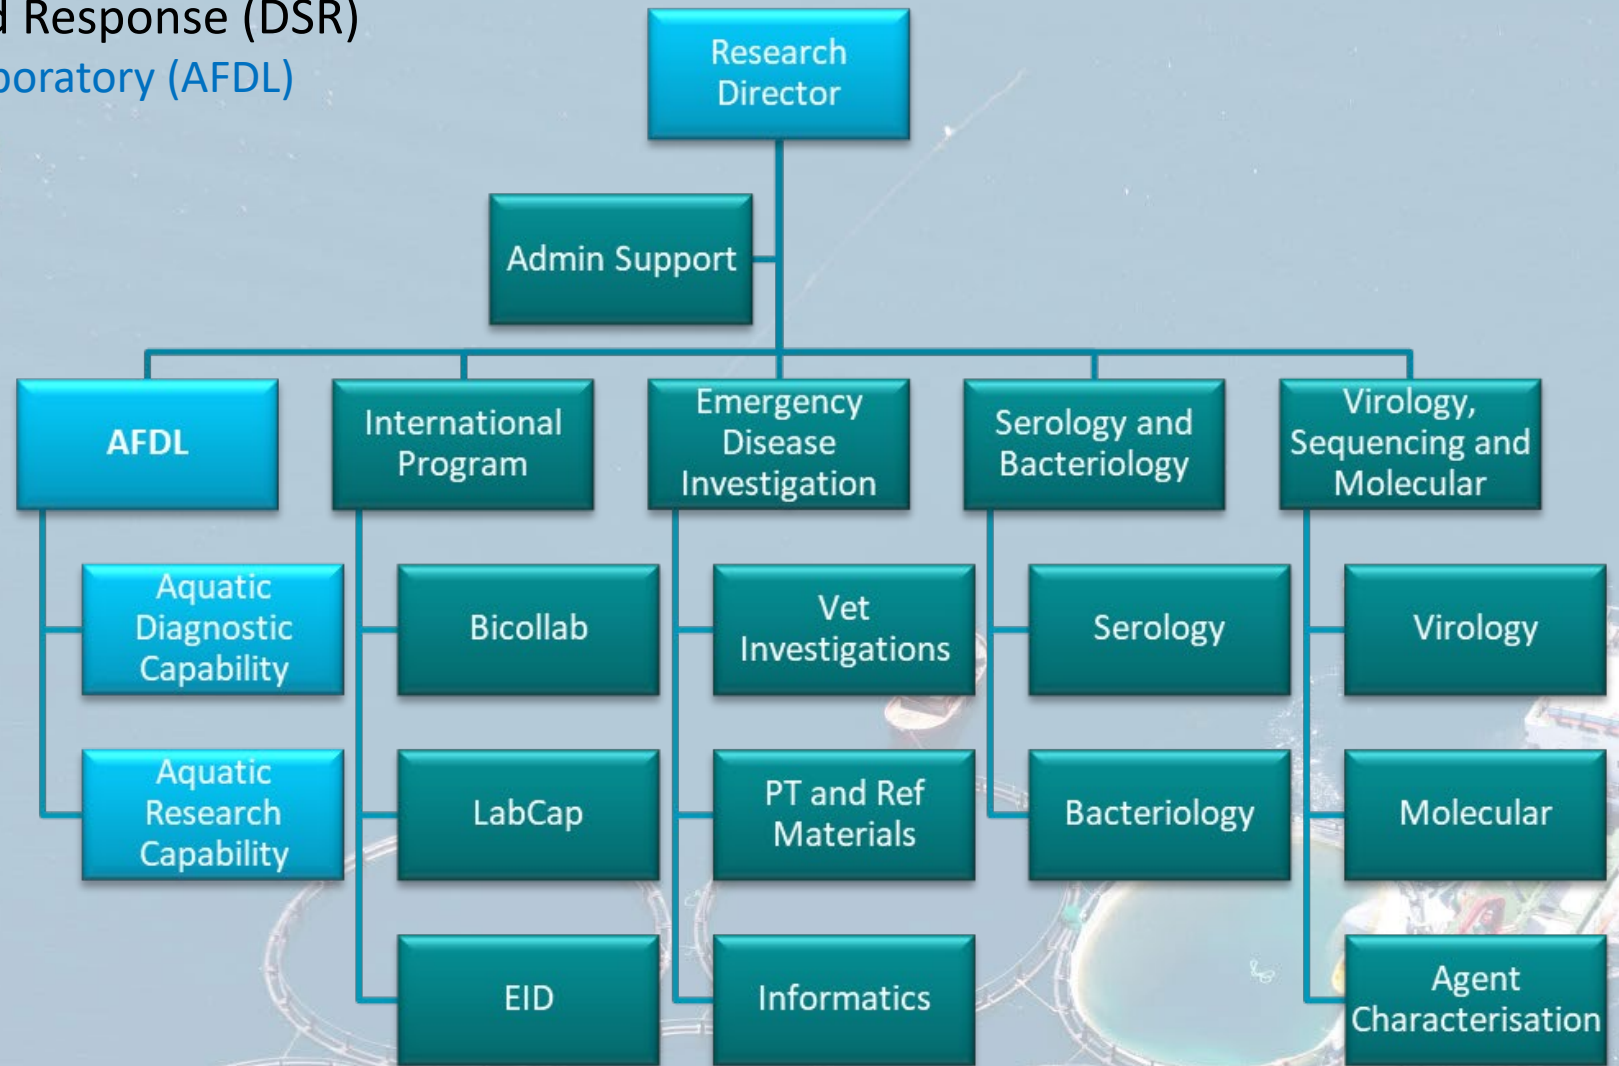 d Response (DSR)
boratory (AFDL)
Research
Director
Admin Support
AFDL
International
Program
Emergency
Disease
Investigation
Serology and
Bacteriology
Virology,
Sequencing and
Molecular
Aquatic
Diagnostic
Capability
Bicollab
Vet
Investigations
Serology
Virology
Aquatic
Research
Capability
LabCap
PT and Ref
Materials
Bacteriology
Molecular
EID
Informatics
Agent
Characterisation